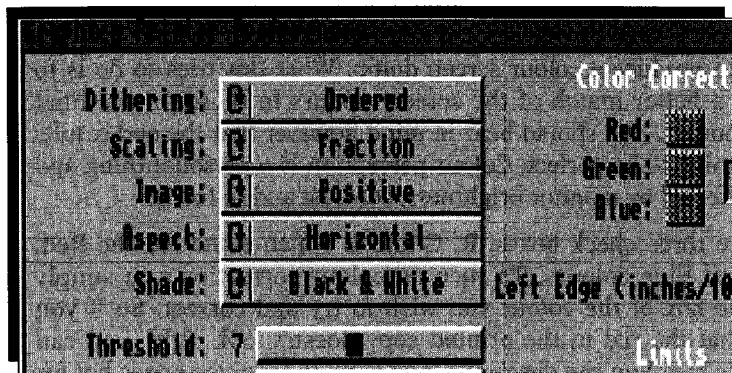 Color Correct
Dithering: Ordered
Red:
Scaling: Fraction
Green:
Image: Positive
Blue:
Aspect: Horizontal
Shade: Black & White
Left Edge (inches/10
Threshold: 7
Limits